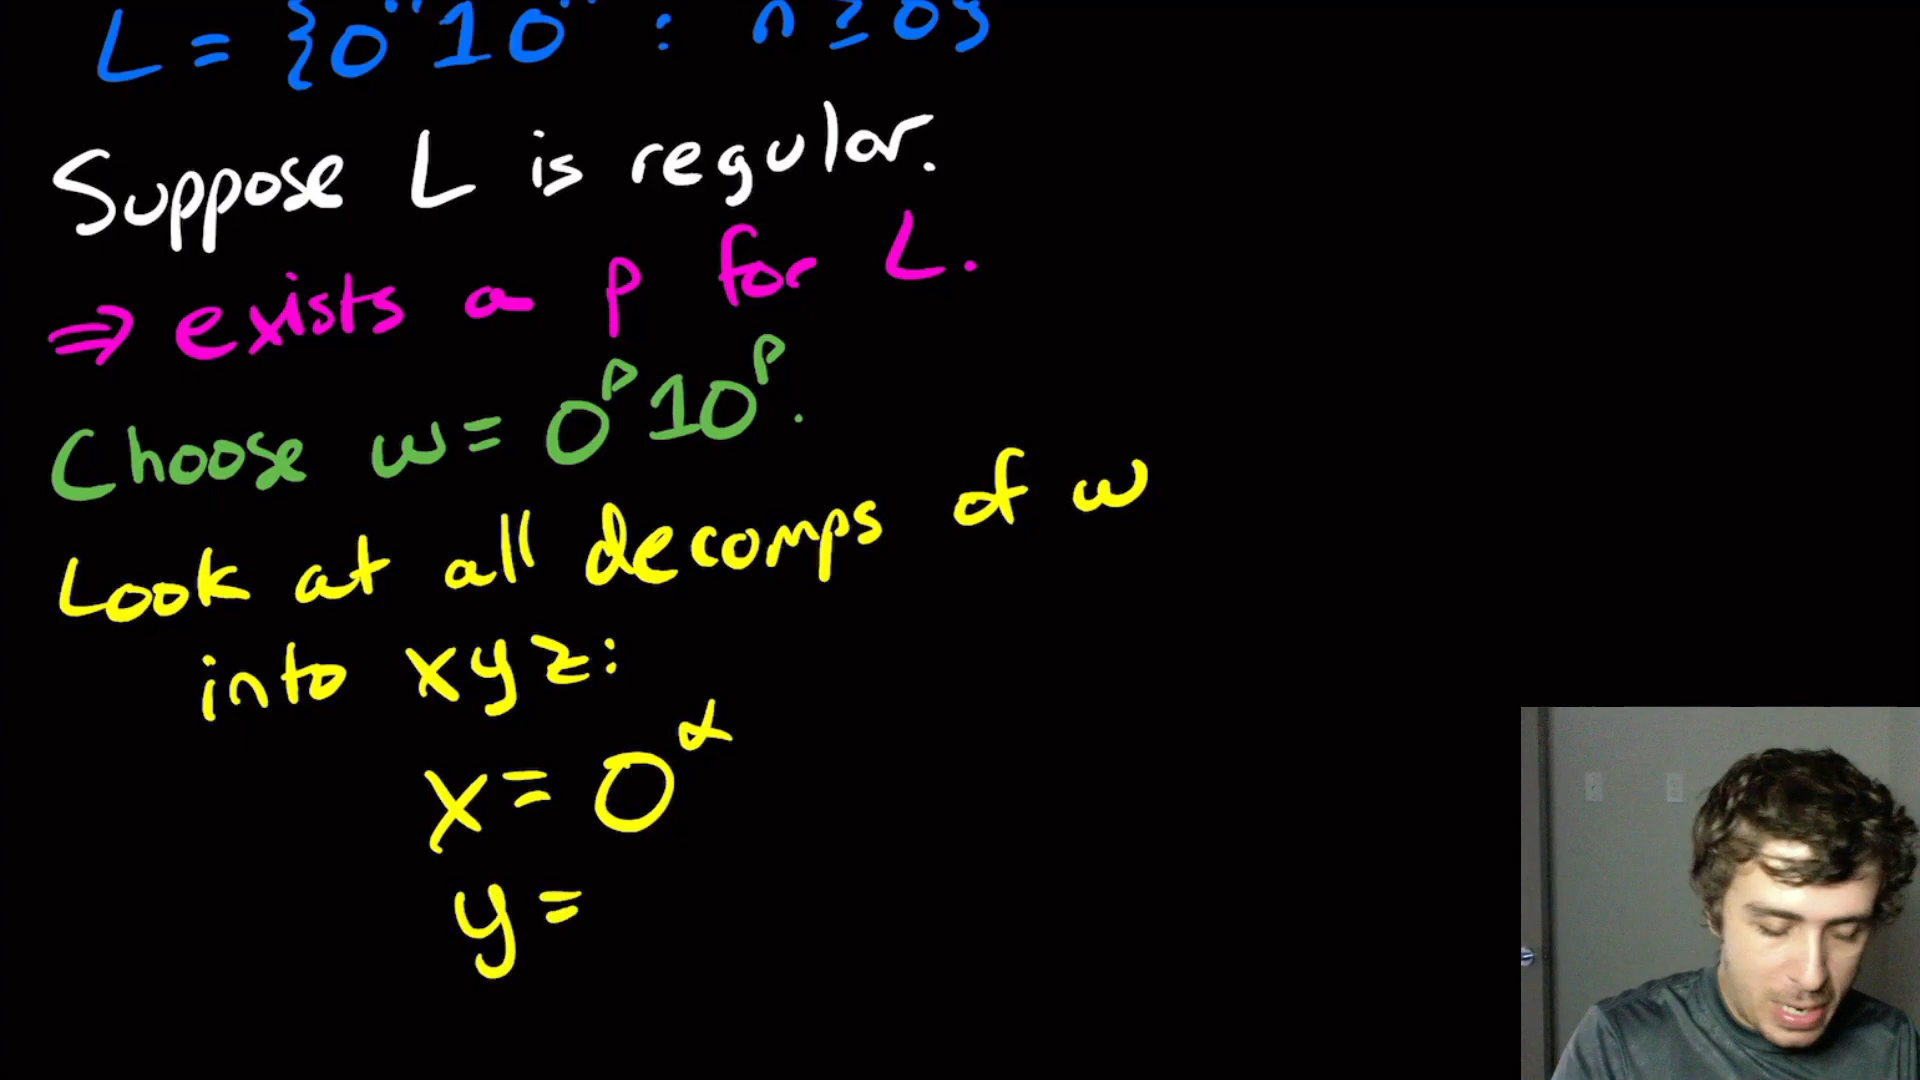 L = {0ⁿ10ⁿ : n ≥ 0}
Suppose L is regular.
⇒ exists a p for L.
Choose w = 0ᵖ10ᵖ.
Look at all decomps of w
into xyz:
x = 0^α
y =